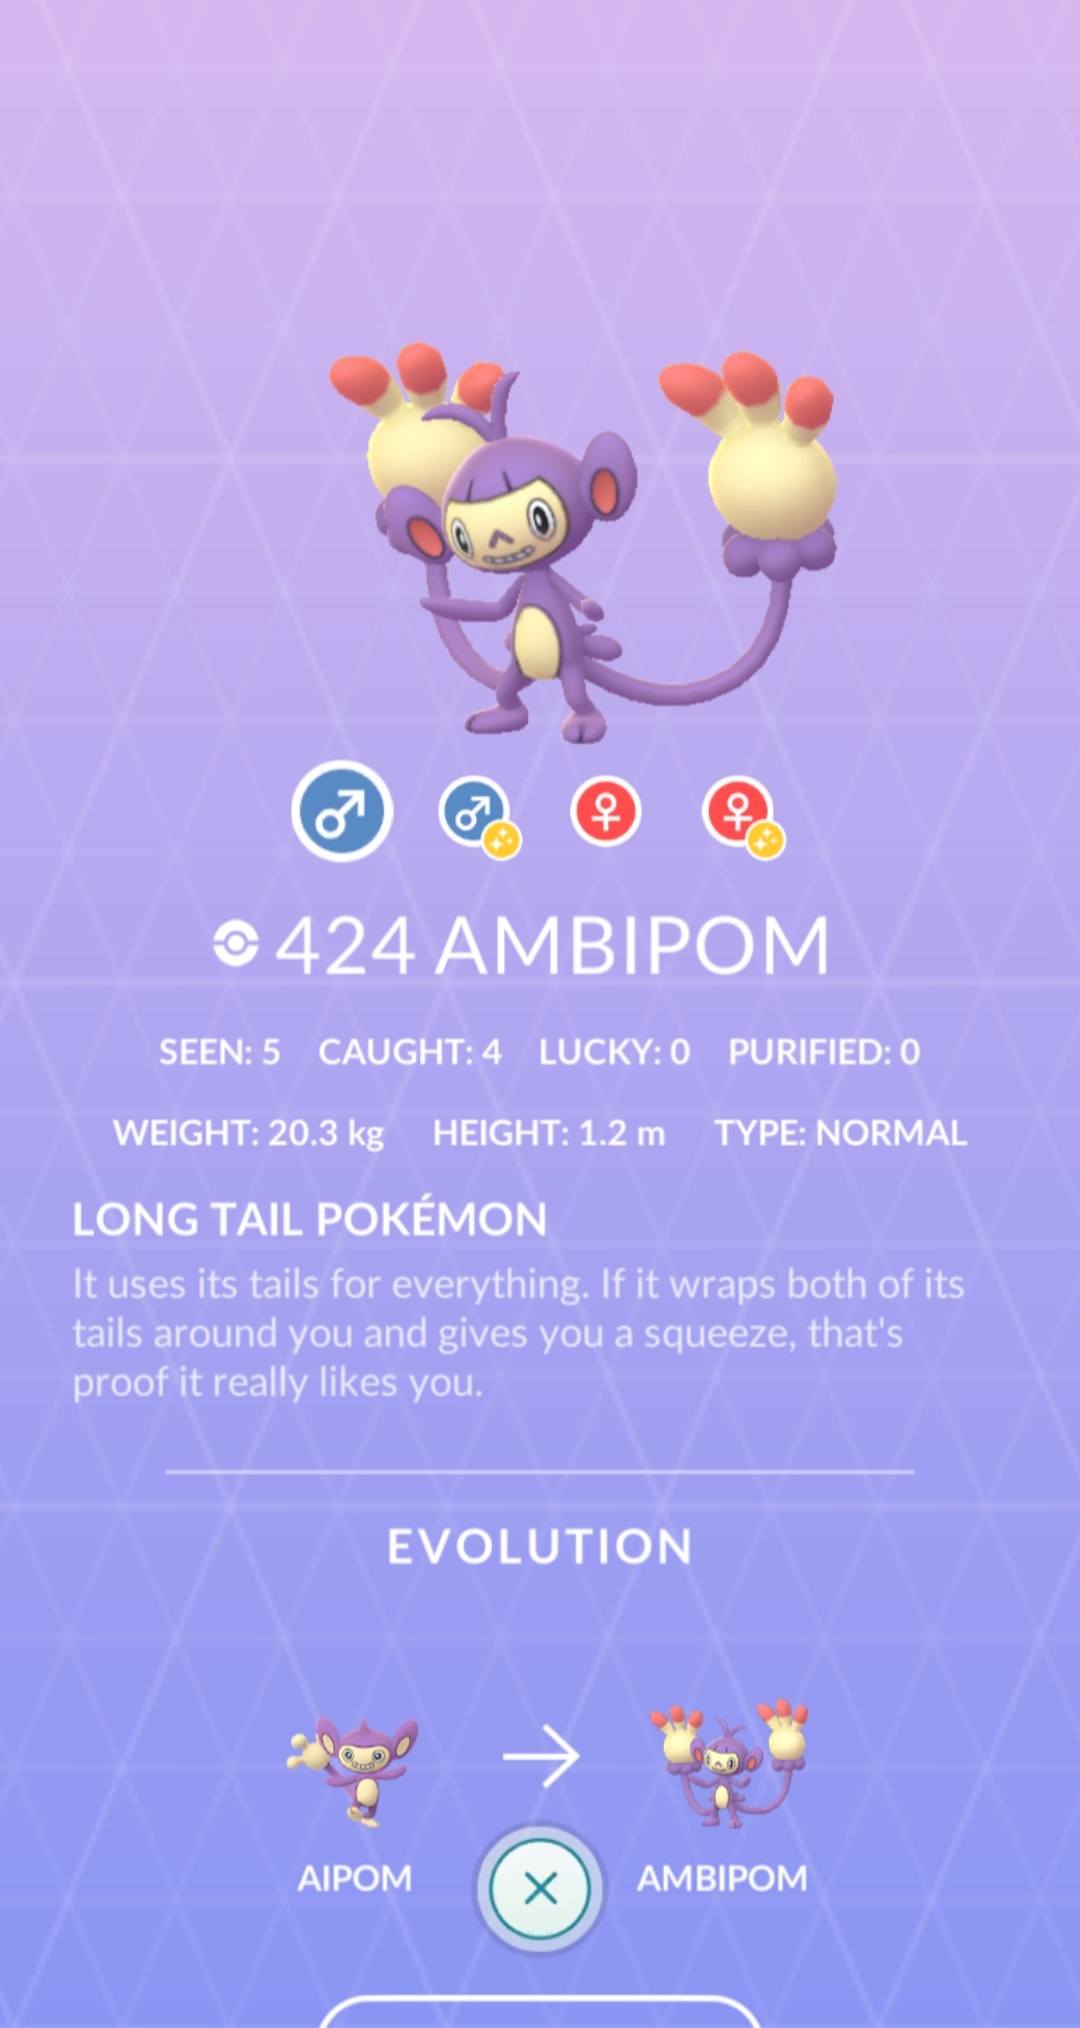 424 AMBIPOM
SEEN: 5 CAUGHT: 4 LUCKY: 0 PURIFIED: 0
WEIGHT: 20.3 kg HEIGHT: 1.2 m TYPE: NORMAL
LONG TAIL POKÉMON
It uses its tails for everything. If it wraps both of its
tails around you and gives you a squeeze, that's
proof it really likes you.
EVOLUTION
AIPOM AMBIPOM